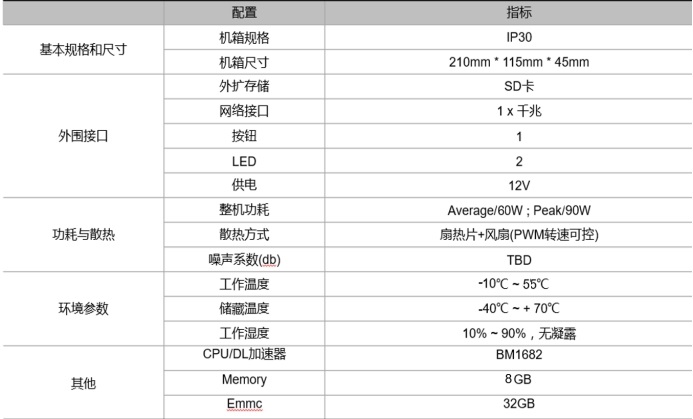 配置 指标
基本规格和尺寸 机箱规格 IP30
机箱尺寸 210mm * 115mm * 45mm
外围接口 外扩存储 SD卡
网络接口 1 x 千兆
按钮 1
LED 2
供电 12V
功耗与散热 整机功耗 Average/60W ; Peak/90W
散热方式 扇热片+风扇(PWM转速可控)
噪声系数(db) TBD
环境参数 工作温度 -10℃ ~ 55℃
储藏温度 -40℃ ~ + 70℃
工作湿度 10% ~ 90%，无凝露
其他 CPU/DL加速器 BM1682
Memory 8GB
Emmc 32GB